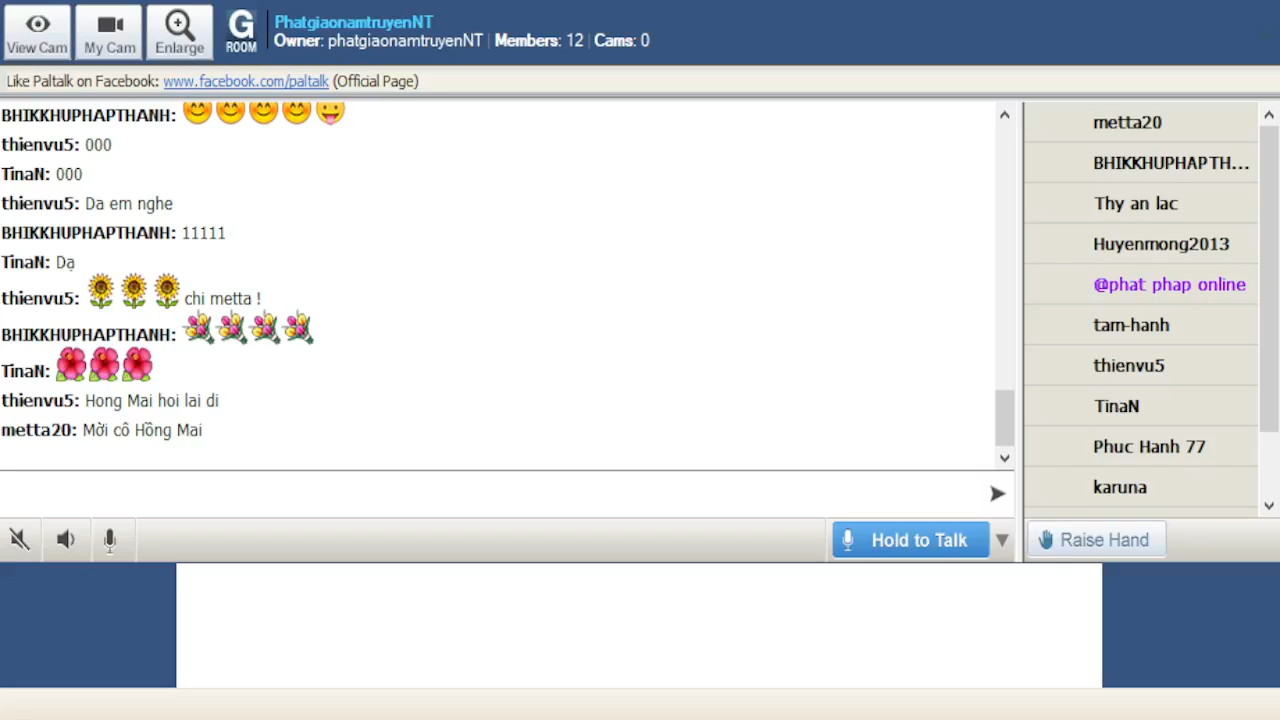 View Cam
My Cam
Enlarge
G ROOM
PhatgiaonamtruyenNT
Owner: phatgiaonamtruyenNT | Members: 12 | Cams: 0
Like Paltalk on Facebook: www.facebook.com/paltalk (Official Page)
BHIKKHUPHAPTHANH:
thienvu5: 000
TinaN: 000
thienvu5: Da em nghe
BHIKKHUPHAPTHANH: 11111
TinaN: Dạ
thienvu5: chi metta !
BHIKKHUPHAPTHANH:
TinaN:
thienvu5: Hong Mai hoi lai di
metta20: Mời cô Hồng Mai
metta20
BHIKKHUPHAPTH...
Thy an lac
Huyenmong2013
@phat phap online
tam-hanh
thienvu5
TinaN
Phuc Hanh 77
karuna
Hold to Talk
Raise Hand